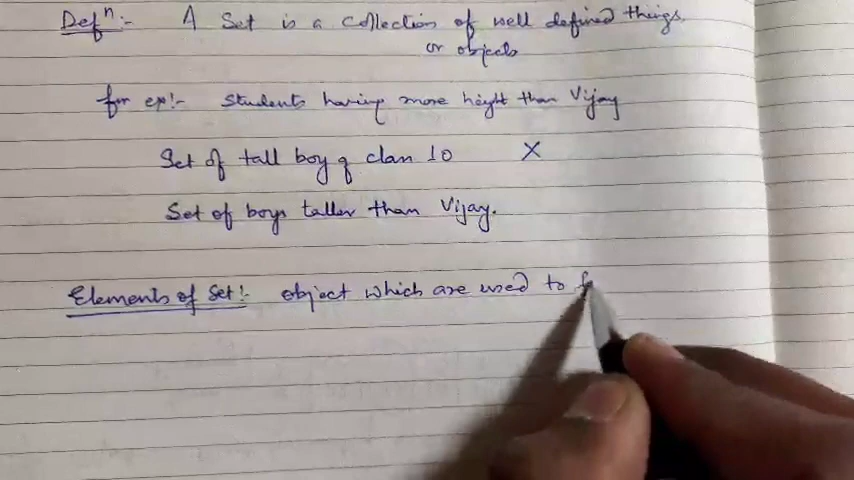 Defⁿ:- A Set is a collection of well defined things
or objects
for ex:- Students having more height than Vijay
Set of tall boy of class 10 X
Set of boys taller than Vijay.
Elements of Set:- object which are used to f